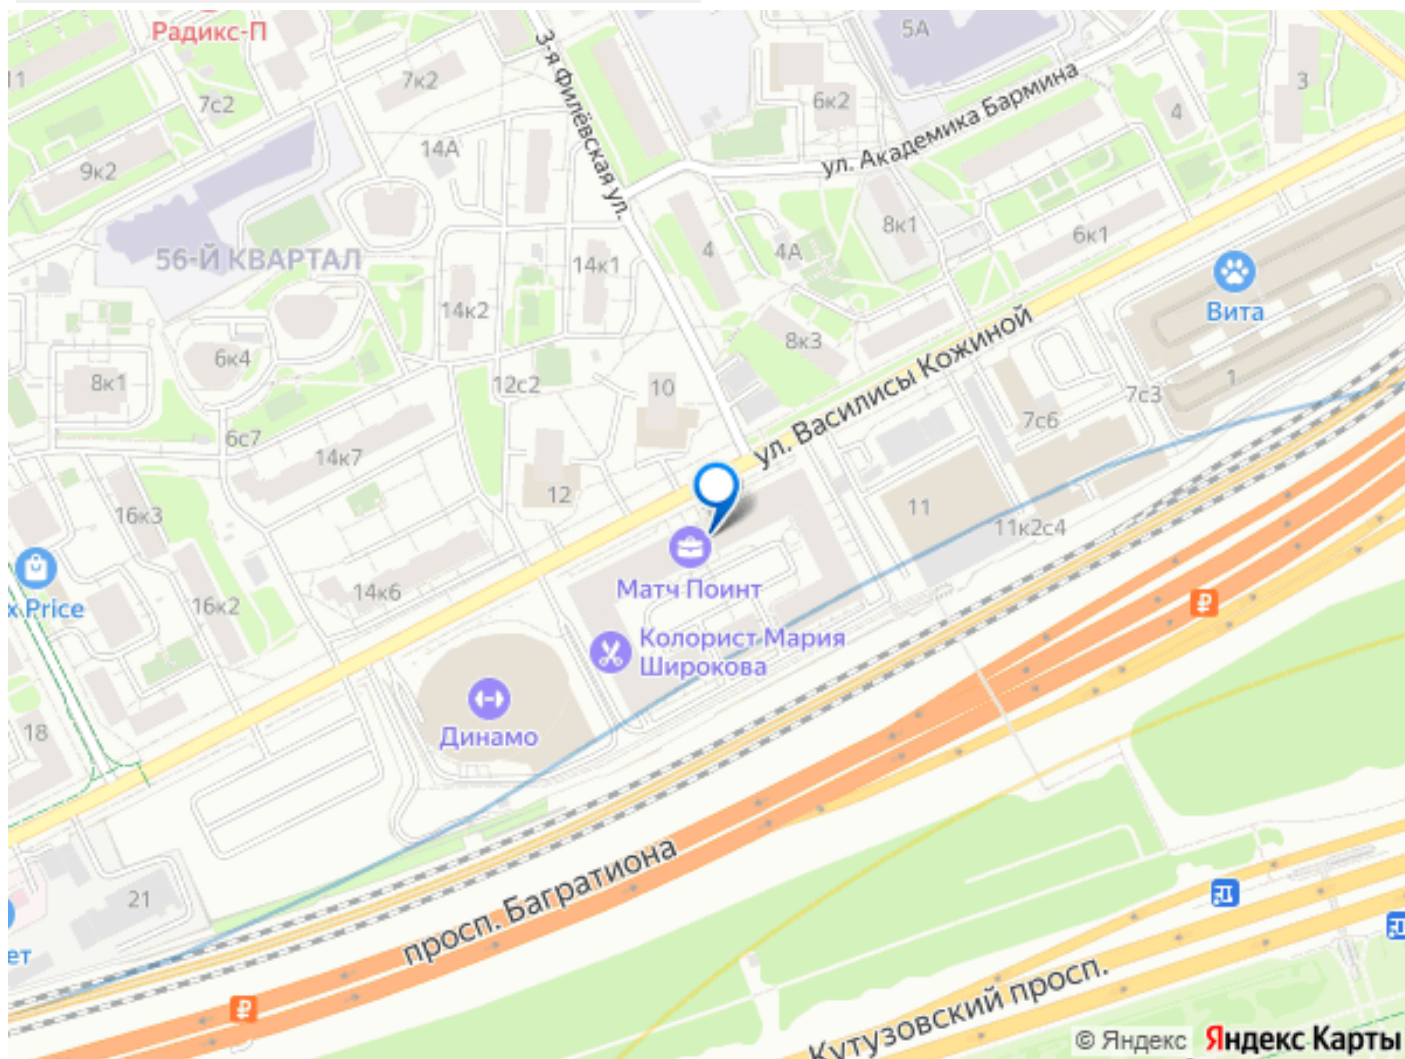 Радикс-П
5А
11
7к2
3
7с2
3-я Филёвская ул.
6к2
4
ул. Академика Бармина
14А
9к2
8к1
4
4А
6к1
56-Й КВАРТАЛ
14к1
Вита
14к2
8к3
6к4
8к1
12с2
10
1
7с3
ул. Василисы Кожиной
7с6
6с7
14к7
12
11
16к3
11к2с4
Матч Поинт
14к6
16к2
x Price
Колорист Мария
Широкова
18
Динамо
21
просп. Багратиона
ет
Кутузовский просп.
© Яндекс Яндекс Карты